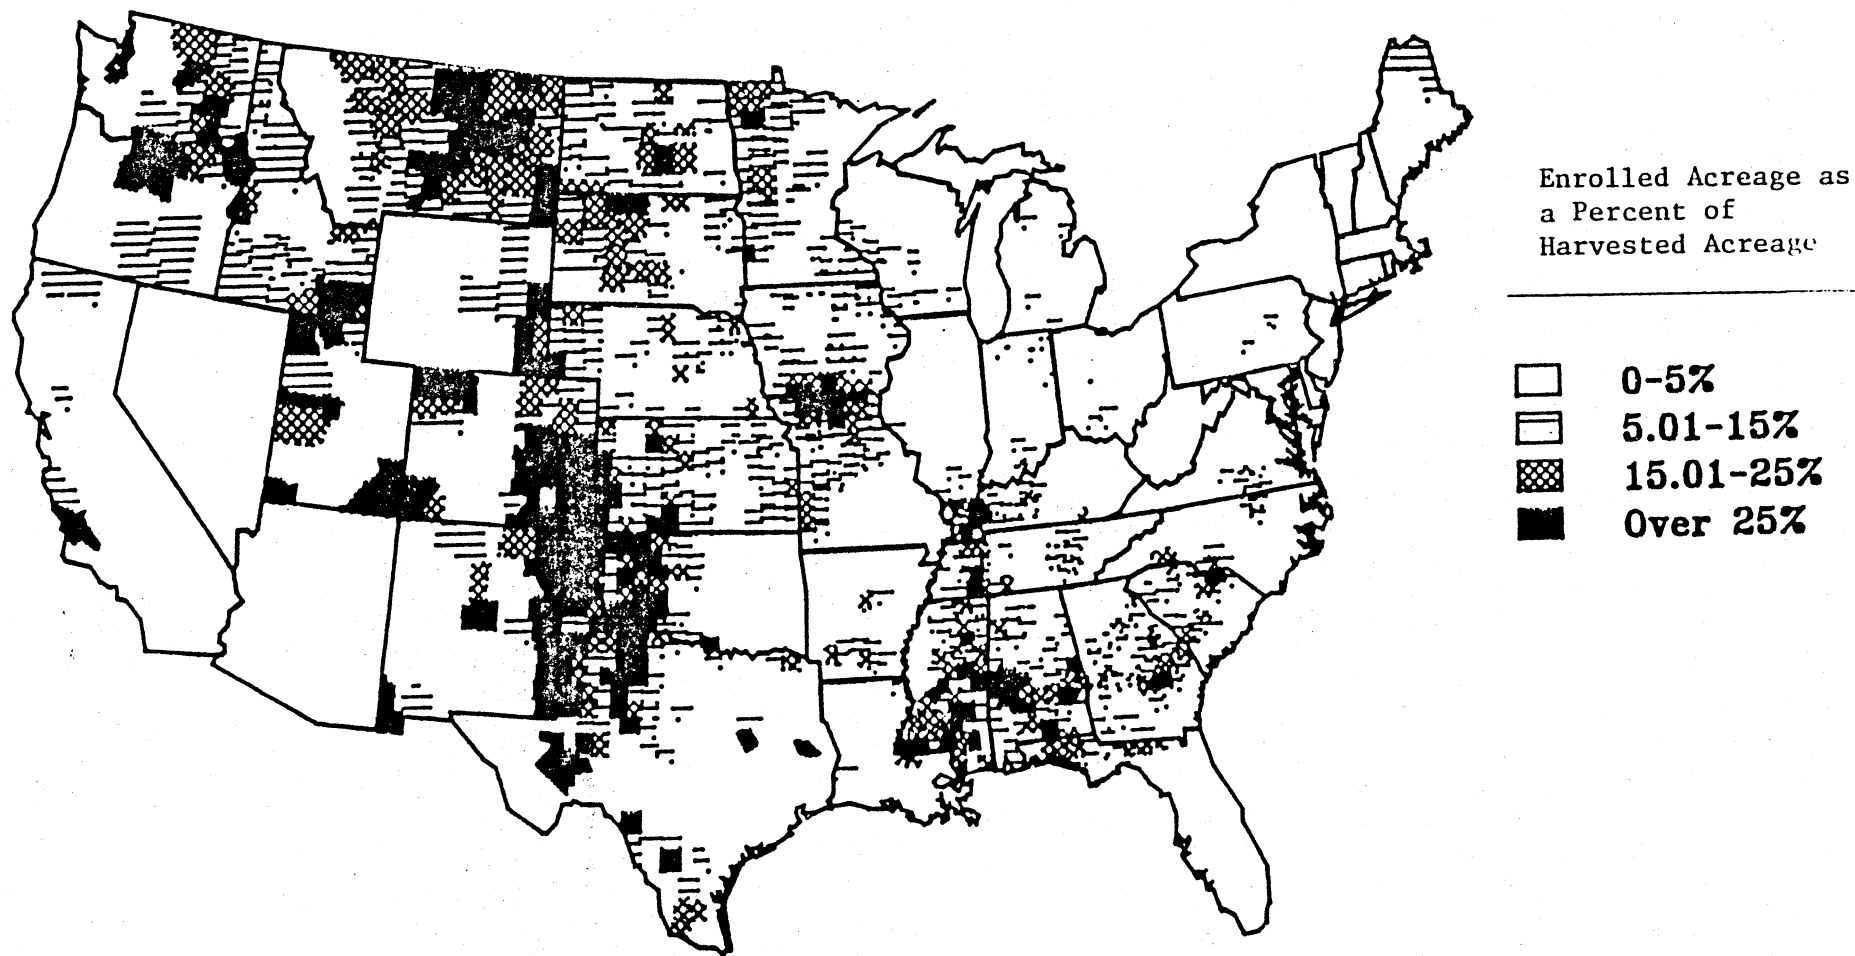 Enrolled Acreage as
a Percent of
Harvested Acreage
0-5%
5.01-15%
15.01-25%
Over 25%